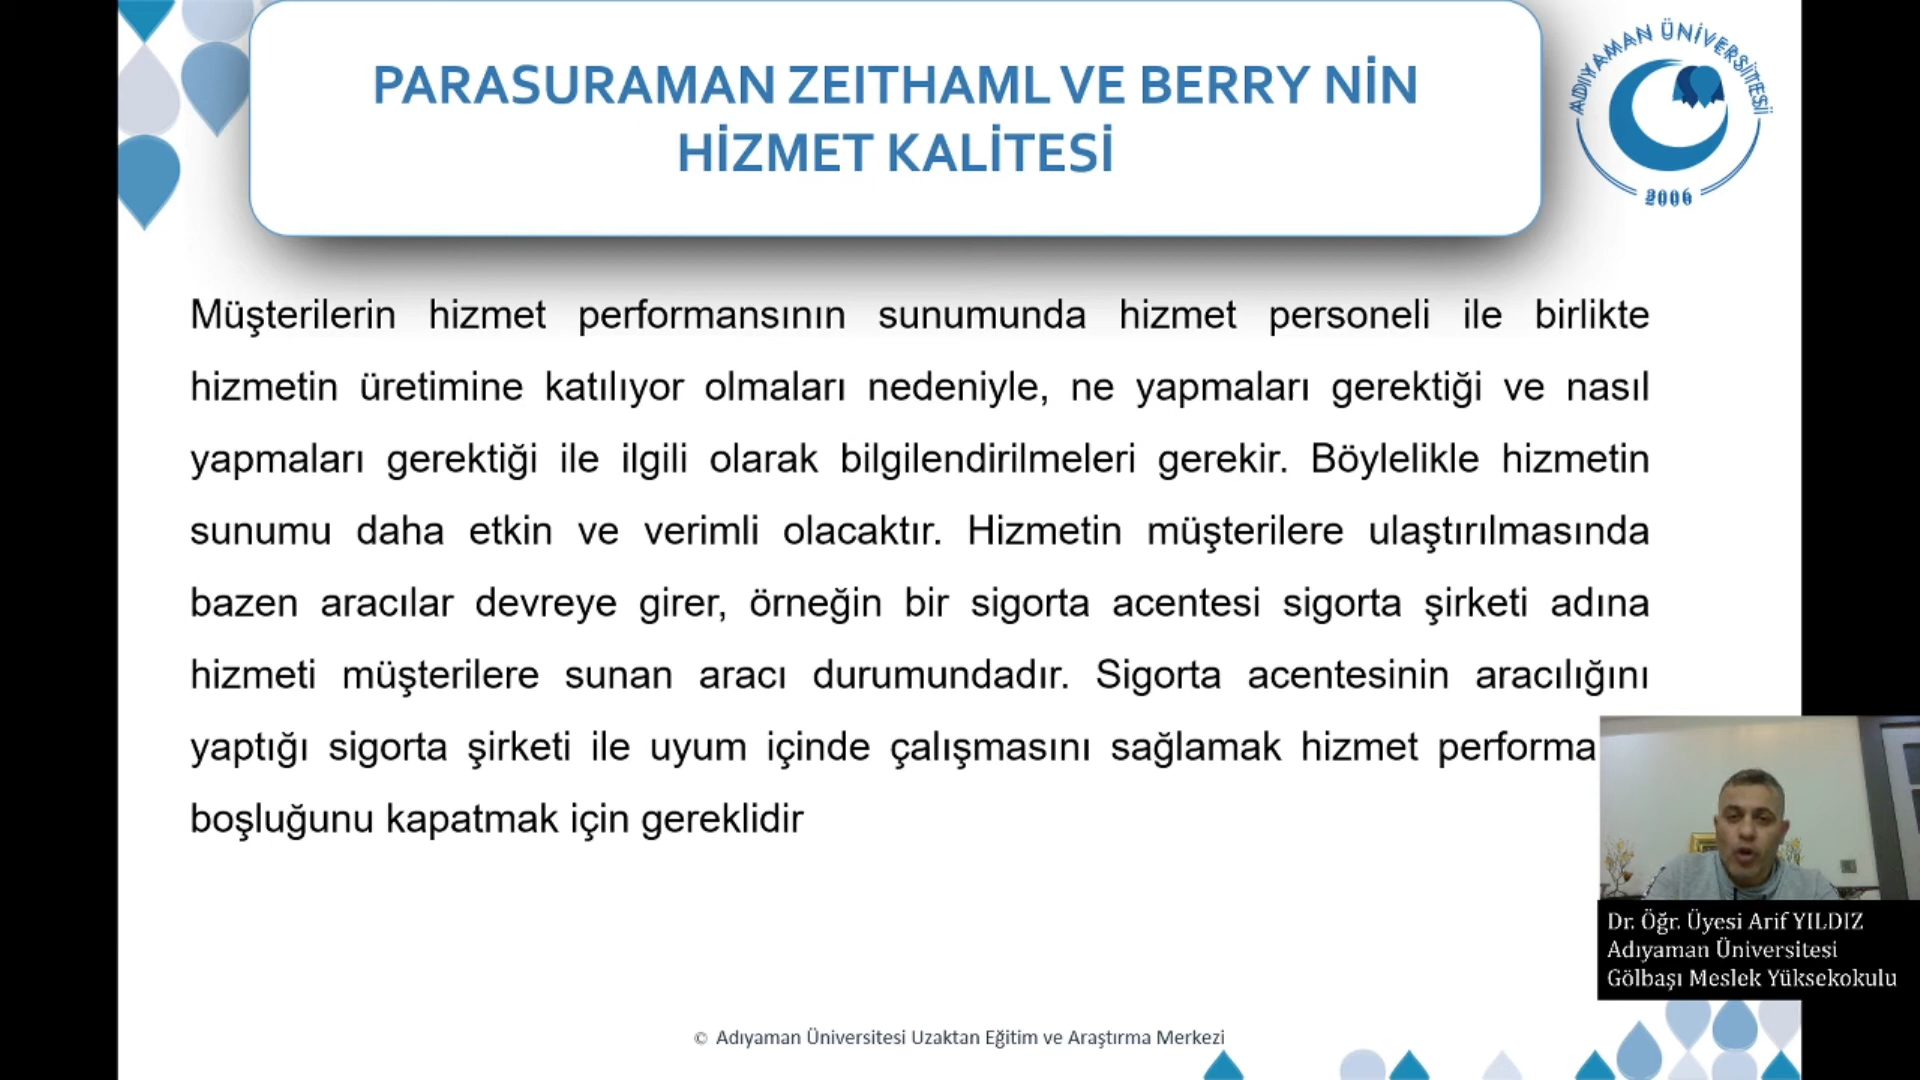 PARASURAMAN ZEITHAML VE BERRY NİN
HİZMET KALİTESİ
ADIYAMAN ÜNİVERSİTESİ
2006
Müşterilerin hizmet performansının sunumunda hizmet personeli ile birlikte
hizmetin üretimine katılıyor olmaları nedeniyle, ne yapmaları gerektiği ve nasıl
yapmaları gerektiği ile ilgili olarak bilgilendirilmeleri gerekir. Böylelikle hizmetin
sunumu daha etkin ve verimli olacaktır. Hizmetin müşterilere ulaştırılmasında
bazen aracılar devreye girer, örneğin bir sigorta acentesi sigorta şirketi adına
hizmeti müşterilere sunan aracı durumundadır. Sigorta acentesinin aracılığını
yaptığı sigorta şirketi ile uyum içinde çalışmasını sağlamak hizmet performa
boşluğunu kapatmak için gereklidir
Dr. Öğr. Üyesi Arif YILDIZ
Adıyaman Üniversitesi
Gölbaşı Meslek Yüksekokulu
© Adıyaman Üniversitesi Uzaktan Eğitim ve Araştırma Merkezi